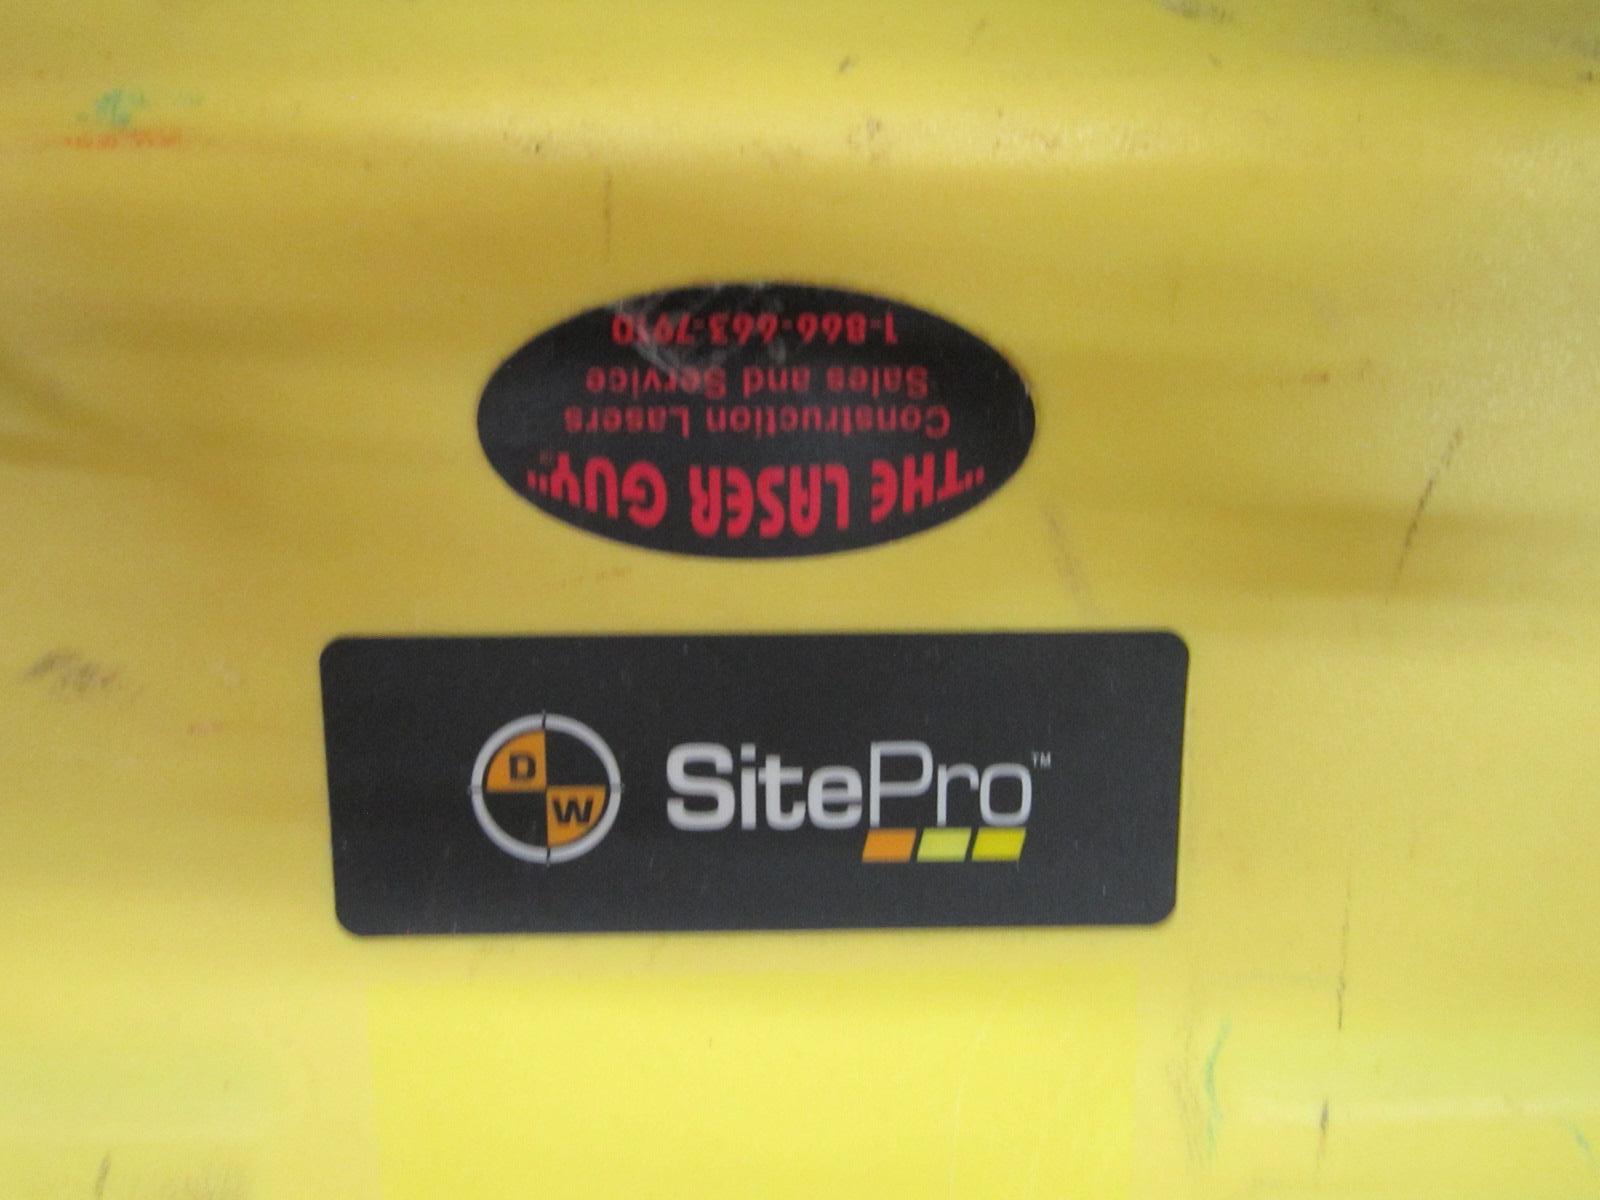 "THE LASER GUY"
Construction Lasers
Sales and Service
1-866-663-7910
D
W
SitePro™